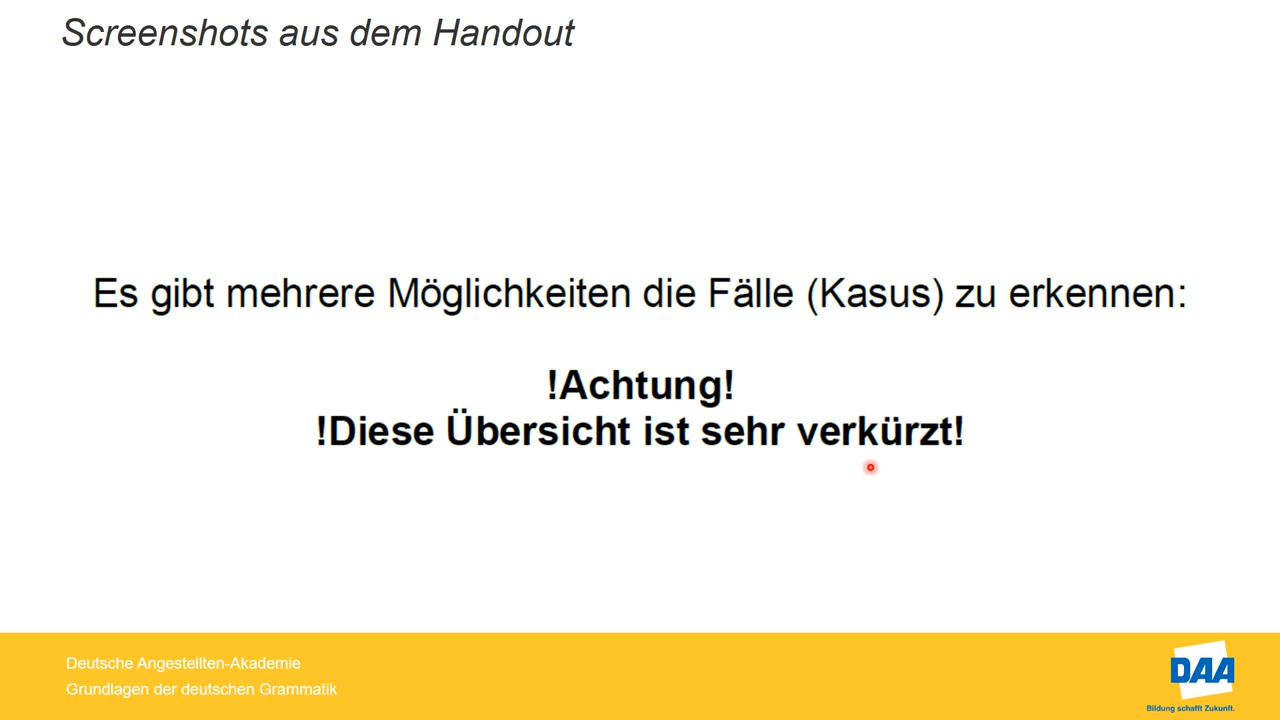 Screenshots aus dem Handout
Es gibt mehrere Möglichkeiten die Fälle (Kasus) zu erkennen:
!Achtung!
!Diese Übersicht ist sehr verkürzt!
Deutsche Angestellten-Akademie
Grundlagen der deutschen Grammatik
DAA
Bildung schafft Zukunft.